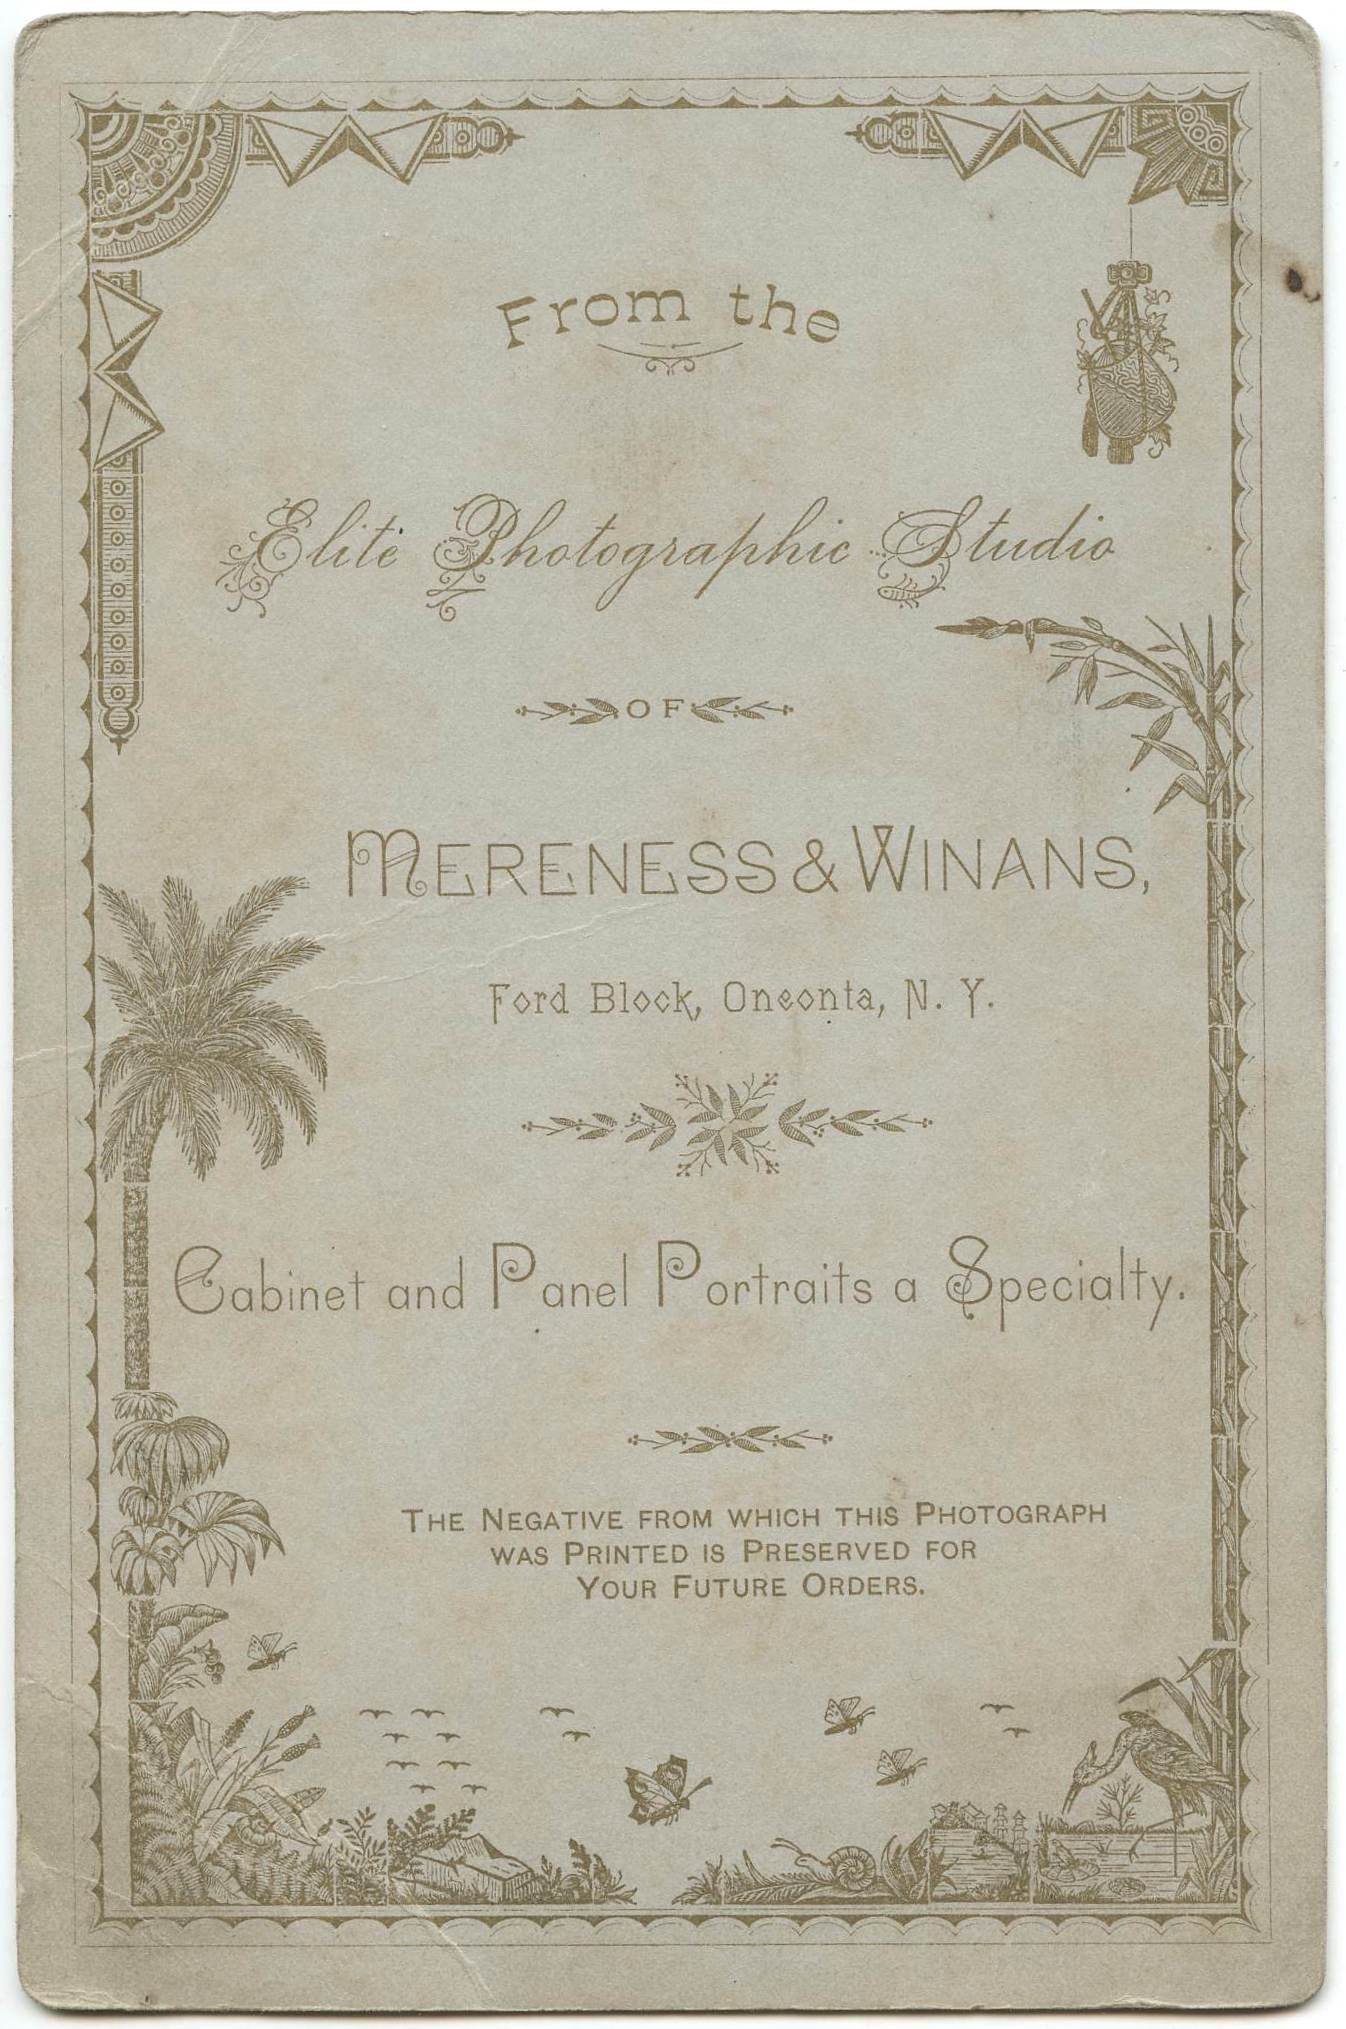 From the
Elite Photographic Studio
OF
MERENESS & WINANS,
Ford Block, Oneonta, N. Y.
Cabinet and Panel Portraits a Specialty.
THE NEGATIVE FROM WHICH THIS PHOTOGRAPH
WAS PRINTED IS PRESERVED FOR
YOUR FUTURE ORDERS.